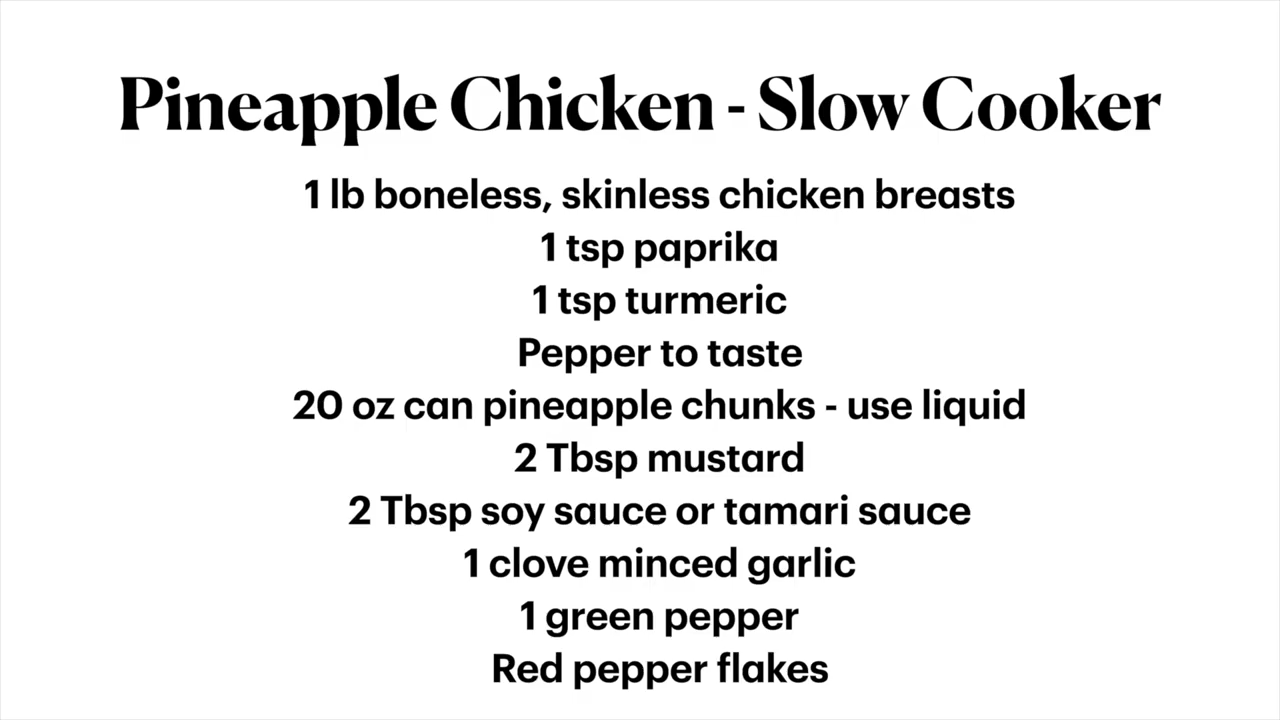 Pineapple Chicken - Slow Cooker
1 lb boneless, skinless chicken breasts
1 tsp paprika
1 tsp turmeric
Pepper to taste
20 oz can pineapple chunks - use liquid
2 Tbsp mustard
2 Tbsp soy sauce or tamari sauce
1 clove minced garlic
1 green pepper
Red pepper flakes